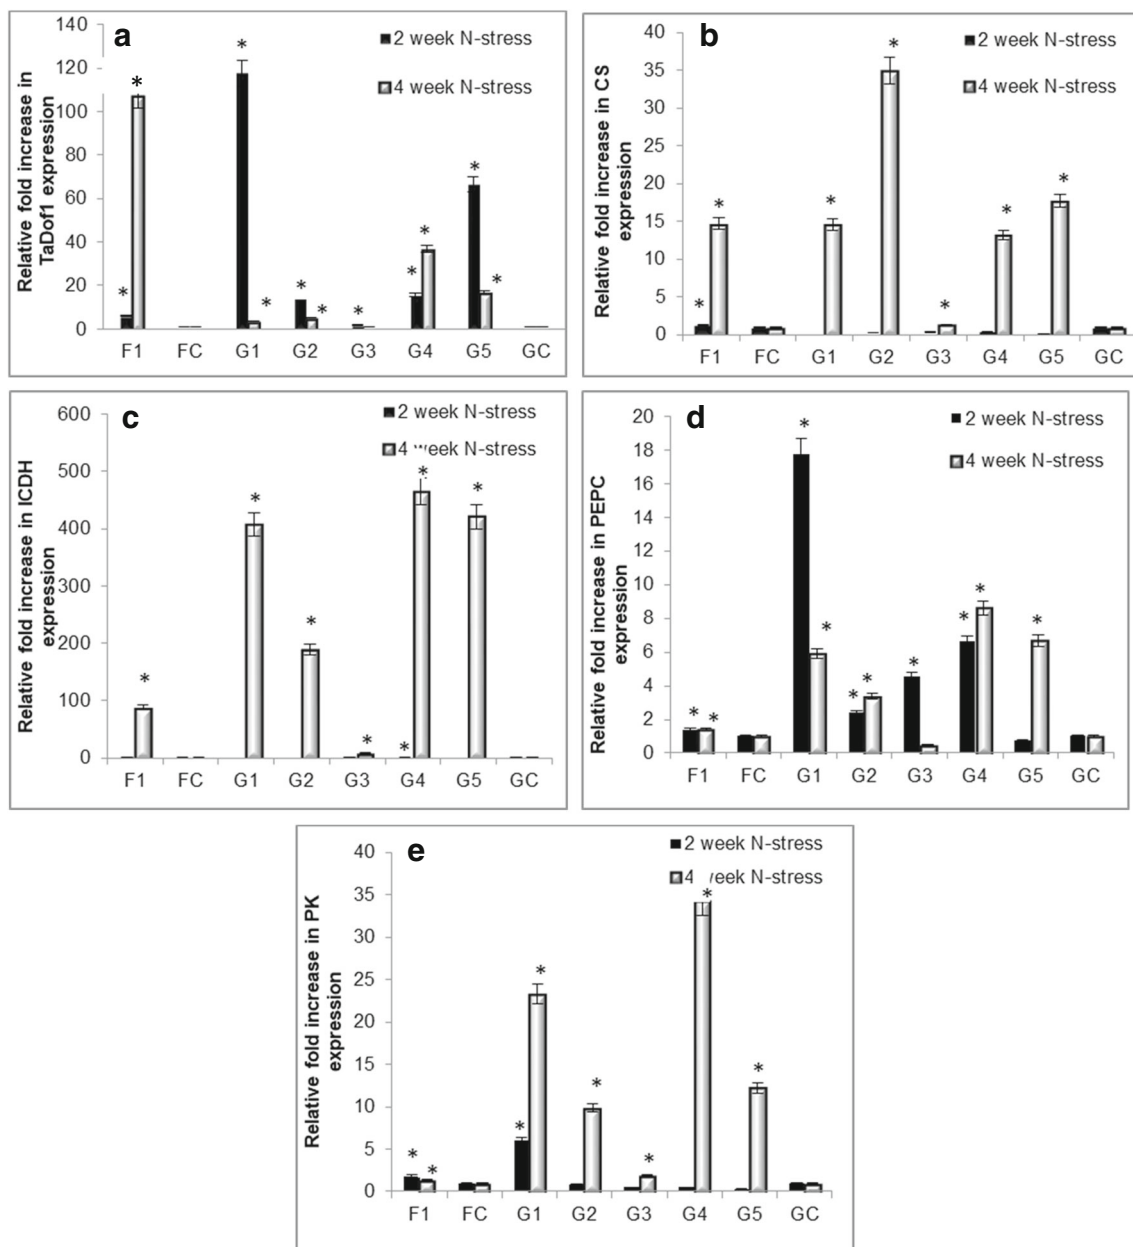 a
2 week N-stress
4 week N-stress
Relative fold increase in
TaDof1 expression
140
120
100
80
60
40
20
0
* * * * * * * * * *
F1 FC G1 G2 G3 G4 G5 GC
b
2 week N-stress
4 week N-stress
Relative fold increase in CS
expression
40
35
30
25
20
15
10
5
0
* * * * * * *
F1 FC G1 G2 G3 G4 G5 GC
c
2 week N-stress
4 week N-stress
Relative fold increase in ICDH
expression
600
500
400
300
200
100
0
* * * * * * *
F1 FC G1 G2 G3 G4 G5 GC
d
2 week N-stress
4 week N-stress
Relative fold increase in PEPC
expression
20
18
16
14
12
10
8
6
4
2
0
* * * * * * * * * *
F1 FC G1 G2 G3 G4 G5 GC
e
2 week N-stress
4 week N-stress
Relative fold increase in PK
expression
40
35
30
25
20
15
10
5
0
* * * * * * * *
F1 FC G1 G2 G3 G4 G5 GC